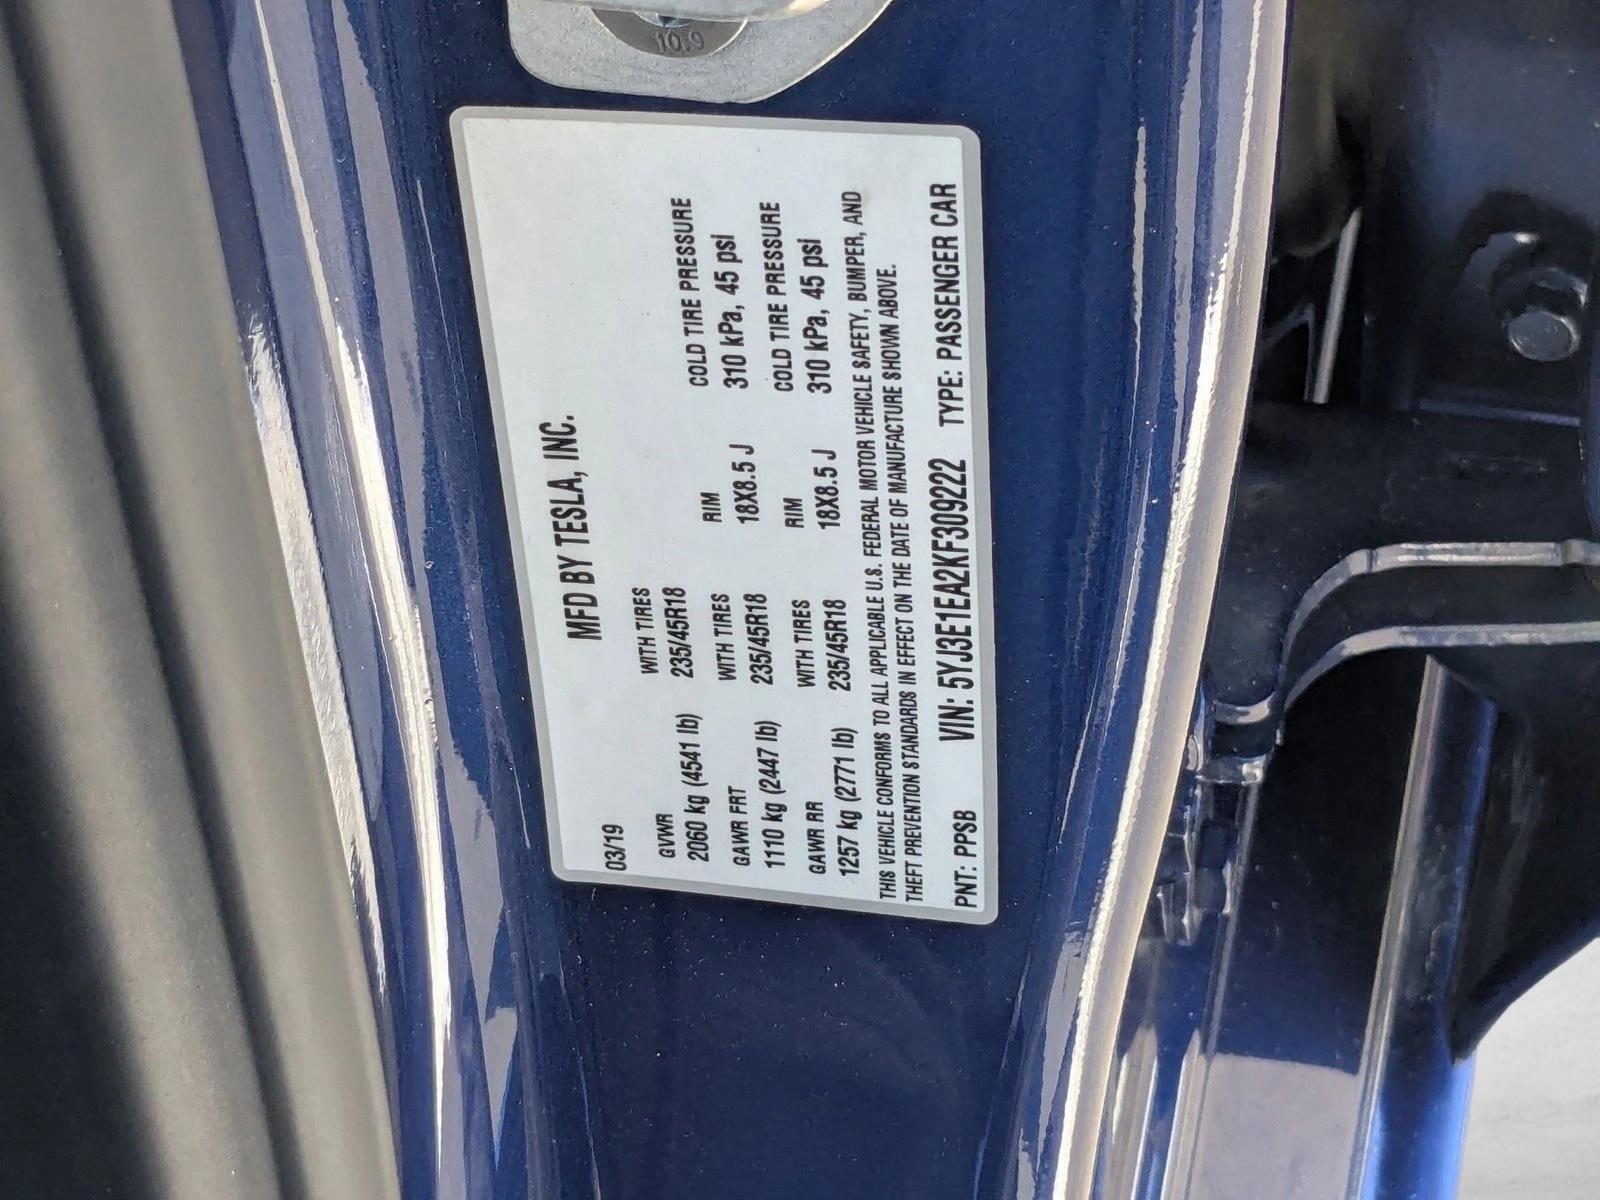 10.9
MFD BY TESLA, INC.
03/19
GVWR WITH TIRES RIM COLD TIRE PRESSURE
2060 kg (4541 lb) 235/45R18 18X8.5 J 310 kPa, 45 psi
GAWR FRT WITH TIRES RIM COLD TIRE PRESSURE
1110 kg (2447 lb) 235/45R18 18X8.5 J 310 kPa, 45 psi
GAWR RR WITH TIRES
1257 kg (2771 lb) 235/45R18
THIS VEHICLE CONFORMS TO ALL APPLICABLE U.S. FEDERAL MOTOR VEHICLE SAFETY, BUMPER, AND
THEFT PREVENTION STANDARDS IN EFFECT ON THE DATE OF MANUFACTURE SHOWN ABOVE.
PNT: PPSB VIN: 5YJ3E1EA2KF309222 TYPE: PASSENGER CAR